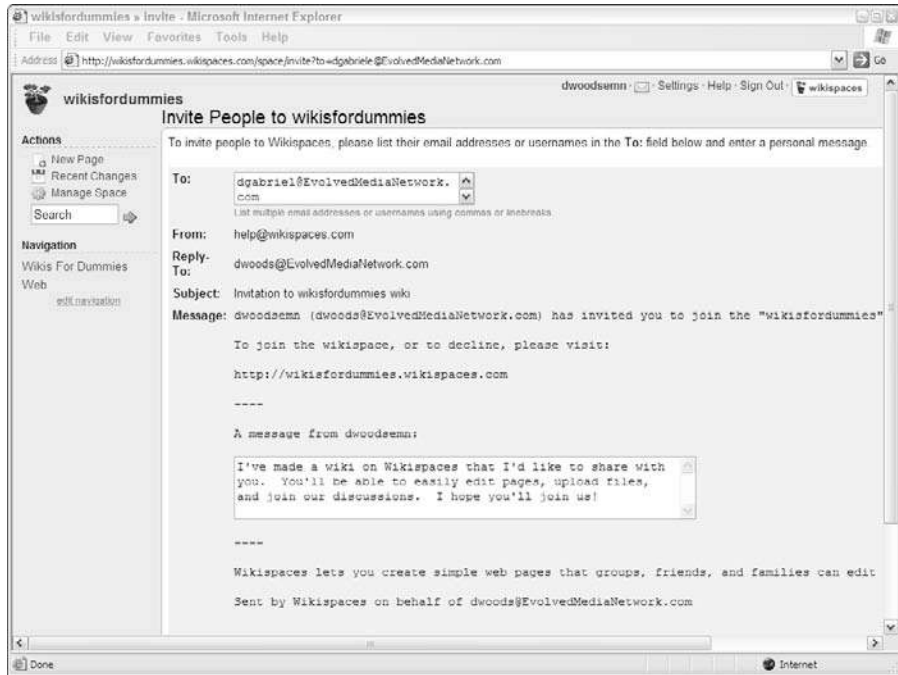 wikisfordummies » invite - Microsoft Internet Explorer
File Edit View Favorites Tools Help
Address http://wikisfordummies.wikispaces.com/space/invite?to=dgabriele@EvolvedMediaNetwork.com Go
dwoodsemn · Settings · Help · Sign Out · wikispaces
wikisfordummies
Invite People to wikisfordummies
Actions
New Page
Recent Changes
Manage Space
Search
Navigation
Wikis For Dummies
Web
edit navigation
To invite people to Wikispaces, please list their email addresses or usernames in the To: field below and enter a personal message
To: dgabriel@EvolvedMediaNetwork.
com
List multiple email addresses or usernames using commas or linebreaks.
From: help@wikispaces.com
Reply-
To: dwoods@EvolvedMediaNetwork.com
Subject: Invitation to wikisfordummies wiki
Message: dwoodsemn (dwoods@EvolvedMediaNetwork.com) has invited you to join the "wikisfordummies"
To join the wikispace, or to decline, please visit:
http://wikisfordummies.wikispaces.com
----
A message from dwoodsemn:
I've made a wiki on Wikispaces that I'd like to share with
you. You'll be able to easily edit pages, upload files,
and join our discussions. I hope you'll join us!
----
Wikispaces lets you create simple web pages that groups, friends, and families can edit
Sent by Wikispaces on behalf of dwoods@EvolvedMediaNetwork.com
Done
Internet